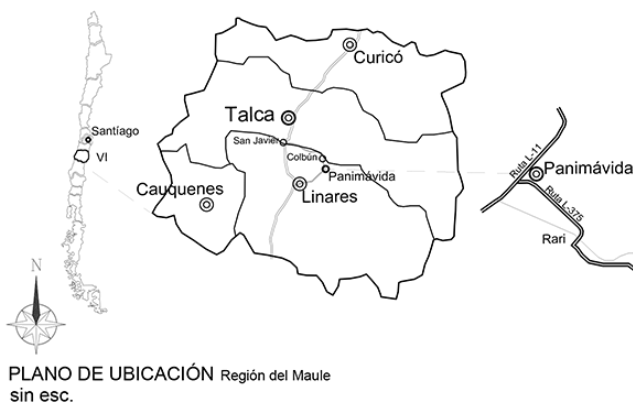 Santíago
VI
N
Curicó
Talca
San Javier
Colbún
Panimávida
Linares
Cauquenes
Ruta L-11
Panimávida
Ruta L-375
Rari
PLANO DE UBICACIÓN Región del Maule
sin esc.